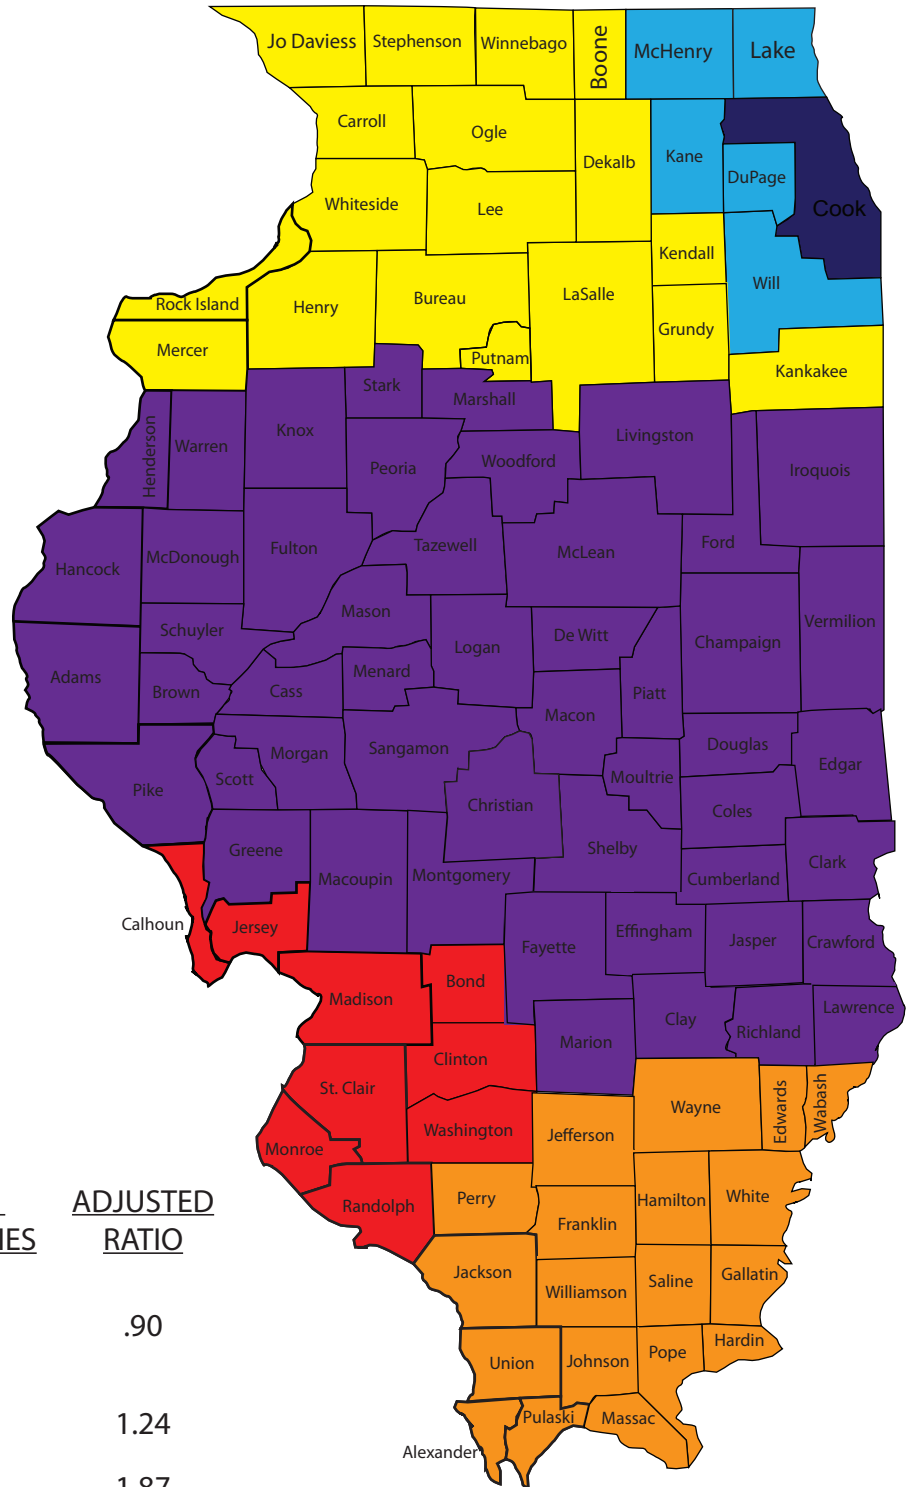 Jo Daviess
Stephenson
Winnebago
Boone
McHenry
Lake
Carroll
Ogle
Dekalb
Kane
DuPage
Cook
Whiteside
Lee
Kendall
Will
Rock Island
Henry
Bureau
LaSalle
Grundy
Mercer
Putnam
Kankakee
Stark
Marshall
Henderson
Warren
Knox
Peoria
Woodford
Livingston
Iroquois
Hancock
McDonough
Fulton
Tazewell
McLean
Ford
Schuyler
Mason
Logan
De Witt
Champaign
Vermilion
Adams
Brown
Cass
Menard
Macon
Piatt
Pike
Scott
Morgan
Sangamon
Christian
Moultrie
Douglas
Edgar
Coles
Greene
Macoupin
Montgomery
Shelby
Cumberland
Clark
Calhoun
Jersey
Fayette
Effingham
Jasper
Crawford
Madison
Bond
Marion
Clay
Richland
Lawrence
St. Clair
Clinton
Washington
Jefferson
Wayne
Edwards
Wabash
Monroe
Randolph
Perry
Franklin
Hamilton
White
Jackson
Williamson
Saline
Gallatin
Union
Johnson
Pope
Hardin
Alexander
Pulaski
Massac
IES
ADJUSTED
RATIO
.90
1.24
1.87